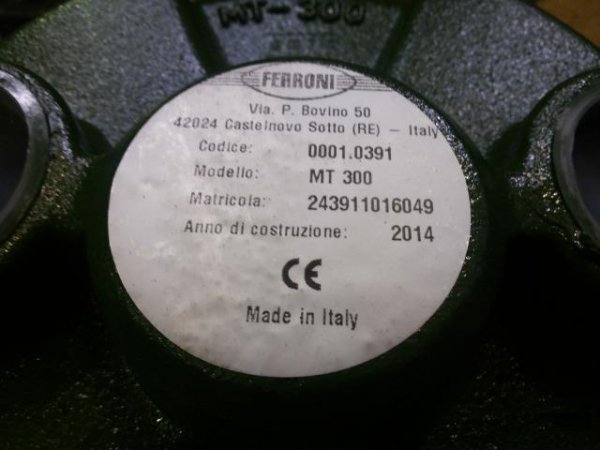 MT-300
FERRONI
Via. P. Bovino 50
42024 Castelnovo Sotto (RE) – Italy
Codice: 0001.0391
Modello: MT 300
Matricola: 243911016049
Anno di costruzione: 2014
CE
Made in Italy